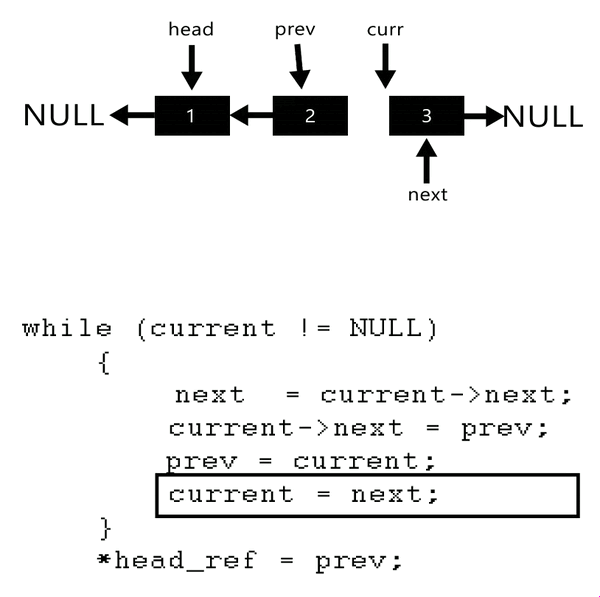 head prev curr
NULL 1 2 3 NULL
next
while (current != NULL)
{
next = current->next;
current->next = prev;
prev = current;
current = next;
}
*head_ref = prev;